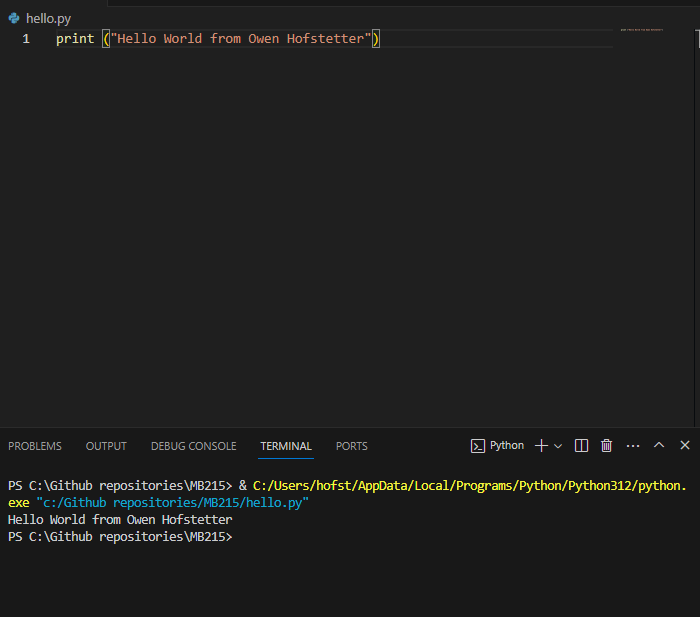 hello.py
1 print ("Hello World from Owen Hofstetter")
PROBLEMS OUTPUT DEBUG CONSOLE TERMINAL PORTS Python
PS C:\Github repositories\MB215> & C:/Users/hofst/AppData/Local/Programs/Python/Python312/python.
exe "c:/Github repositories/MB215/hello.py"
Hello World from Owen Hofstetter
PS C:\Github repositories\MB215>